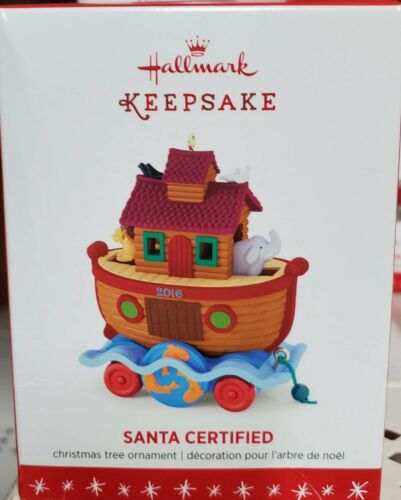 Hallmark
KEEPSAKE
2016
SANTA CERTIFIED
christmas tree ornament | décoration pour l'arbre de noël